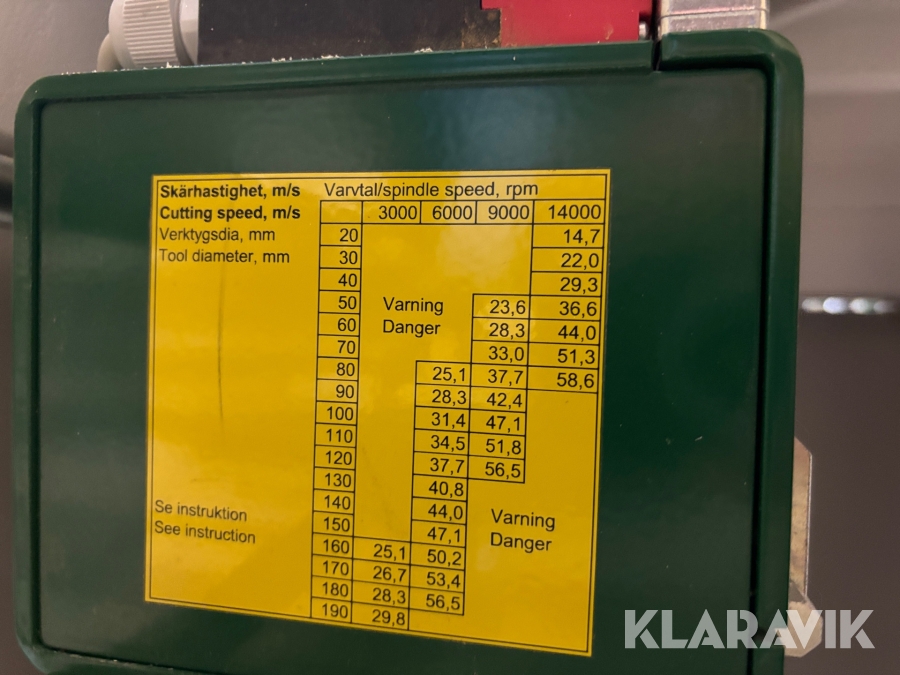 Skärhastighet, m/s Varvtal/spindle speed, rpm
Cutting speed, m/s 3000 6000 9000 14000
Verktygsdia, mm 20 14,7
Tool diameter, mm 30 22,0
40 29,3
50 23,6 36,6
60 28,3 44,0
70 33,0 51,3
80 25,1 37,7 58,6
90 28,3 42,4
100 31,4 47,1
110 34,5 51,8
120 37,7 56,5
130 40,8
140 44,0
150 47,1
160 25,1 50,2
170 26,7 53,4
180 28,3 56,5
190 29,8
Varning
Danger
Se instruktion
See instruction
Varning
Danger
KLARAVIK